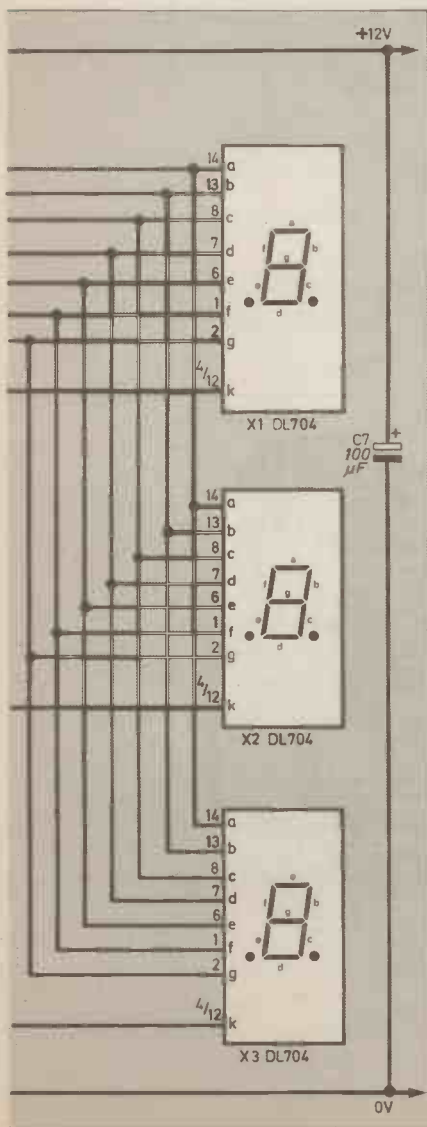 +12V
14 a
13 b
8 c
7 d
6 e
1 f
2 g
4/12 k
a
f b
g
e c
d
X1 DL704
C7
100
µF
+
14 a
13 b
8 c
7 d
6 e
1 f
2 g
4/12 k
a
f b
g
e c
d
X2 DL704
14 a
13 b
8 c
7 d
6 e
1 f
2 g
4/12 k
a
f b
g
e c
d
X3 DL704
0V